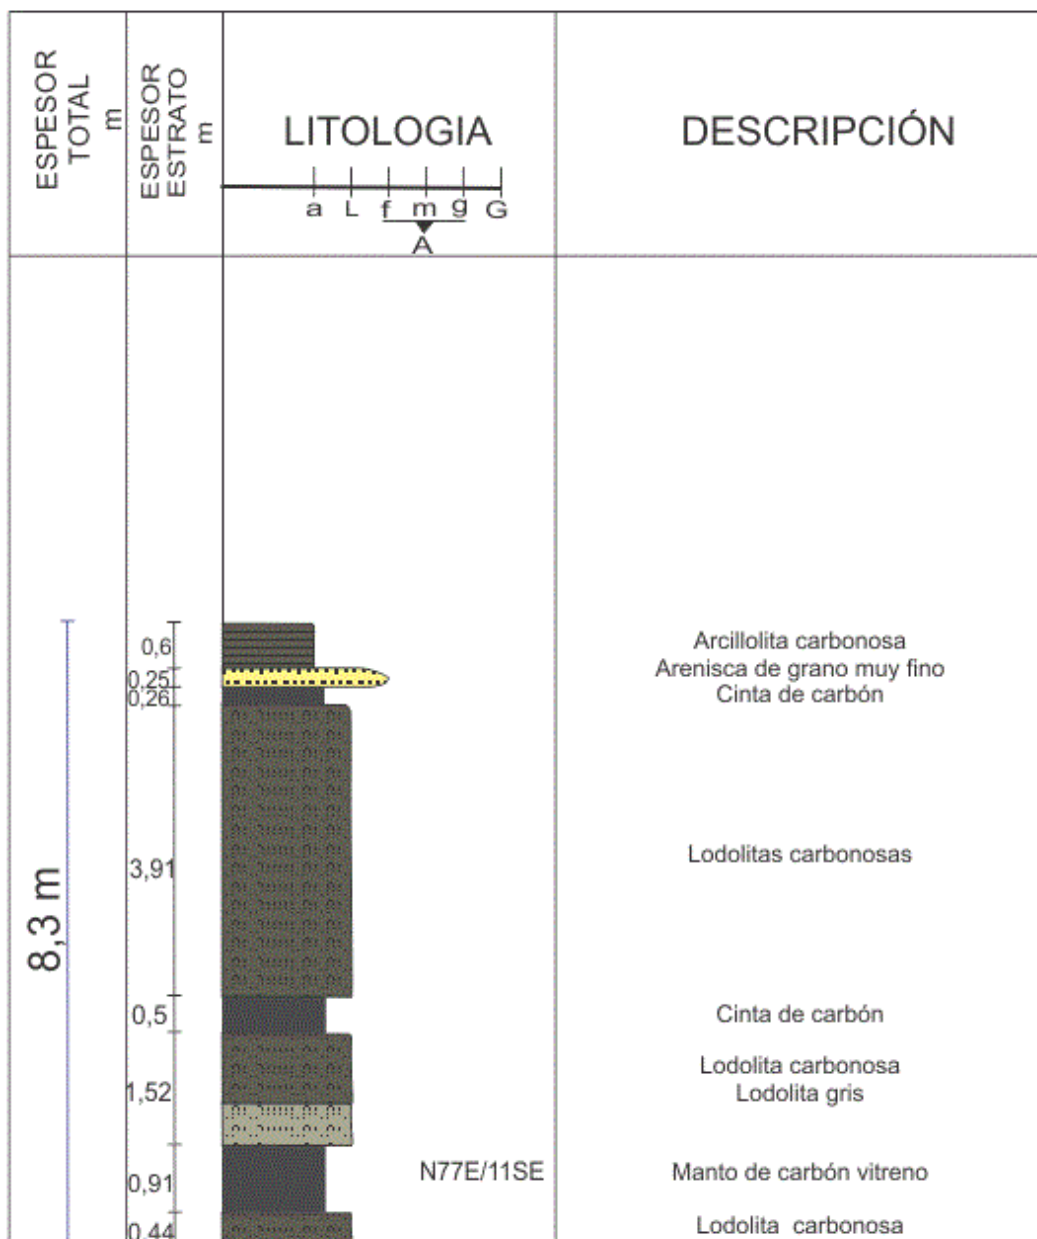 ESPESOR
TOTAL
m
ESPESOR
ESTRATO
m
LITOLOGIA
a L f m g G
A
DESCRIPCIÓN
8,3 m
0,6
Arcillolita carbonosa
0,25
Arenisca de grano muy fino
0,26
Cinta de carbón
3,91
Lodolitas carbonosas
0,5
Cinta de carbón
1,52
Lodolita carbonosa
Lodolita gris
0,91
N77E/11SE
Manto de carbón vitreno
0,44
Lodolita carbonosa